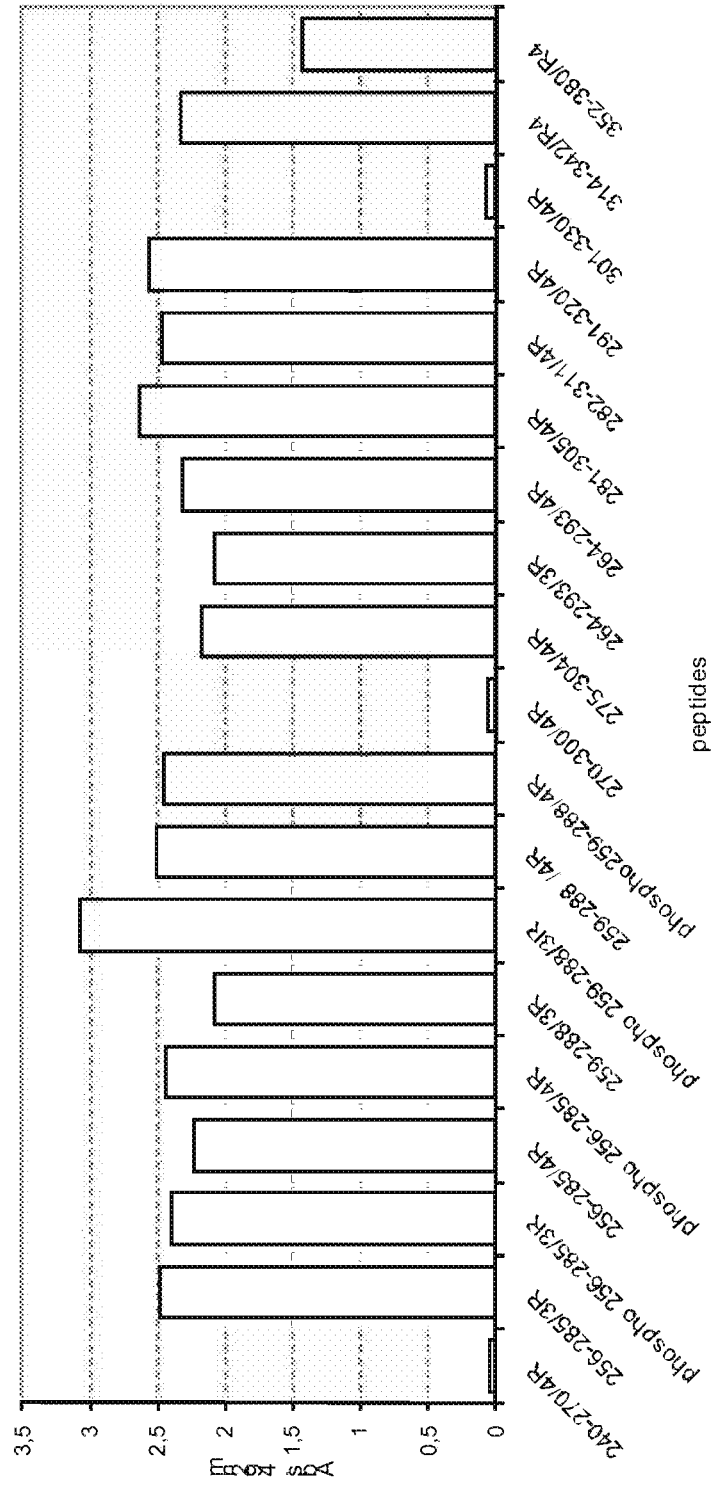 3,5
3
2,5
2
1,5
1
0,5
0
Abs 492 nm
240-270/4R
256-285/3R
phospho 256-285/3R
256-285/4R
phospho 256-285/4R
259-288/3R
phospho 259-288/3R
259-288 /4R
phospho259-288/4R
270-300/4R
275-304/4R
264-293/3R
264-293/4R
281-305/4R
282-311/4R
291-320/4R
301-330/4R
314-342/R4
352-380/R4
peptides